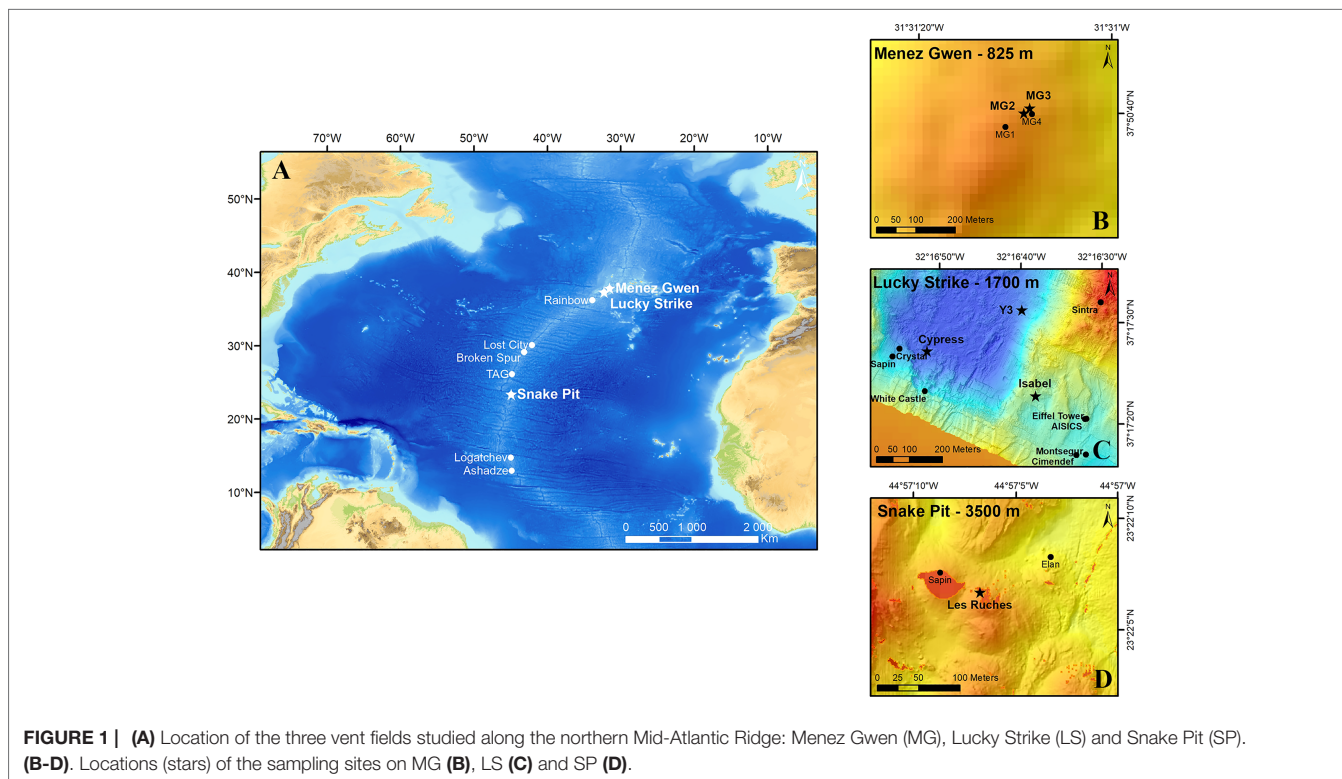 70°W 60°W 50°W 40°W 30°W 20°W 10°W
A
N
50°N
40°N
30°N
20°N
10°N
Menez Gwen
Lucky Strike
Rainbow
Lost City
Broken Spur
TAG
Snake Pit
Logatchev
Ashadze
0 500 1 000 2 000
Km
31°31'20"W 31°31'W
Menez Gwen - 825 m
N
MG3
MG2
MG4
MG1
37°50'40"N
0 50 100 200 Meters
B
32°16'50"W 32°16'40"W 32°16'30"W
Lucky Strike - 1700 m
N
Y3
Sintra
37°17'30"N
Cypress
Crystal
Sapin
Isabel
White Castle
Eiffel Tower
AISICS
37°17'20"N
Montsegur
Cimendef
0 50 100 200 Meters
C
44°57'10"W 44°57'5"W 44°57'W
Snake Pit - 3500 m
N
23°22'10"N
Elan
Sapin
Les Ruches
23°22'5"N
0 25 50 100 Meters
D
FIGURE 1 | (A) Location of the three vent fields studied along the northern Mid-Atlantic Ridge: Menez Gwen (MG), Lucky Strike (LS) and Snake Pit (SP).
(B-D). Locations (stars) of the sampling sites on MG (B), LS (C) and SP (D).